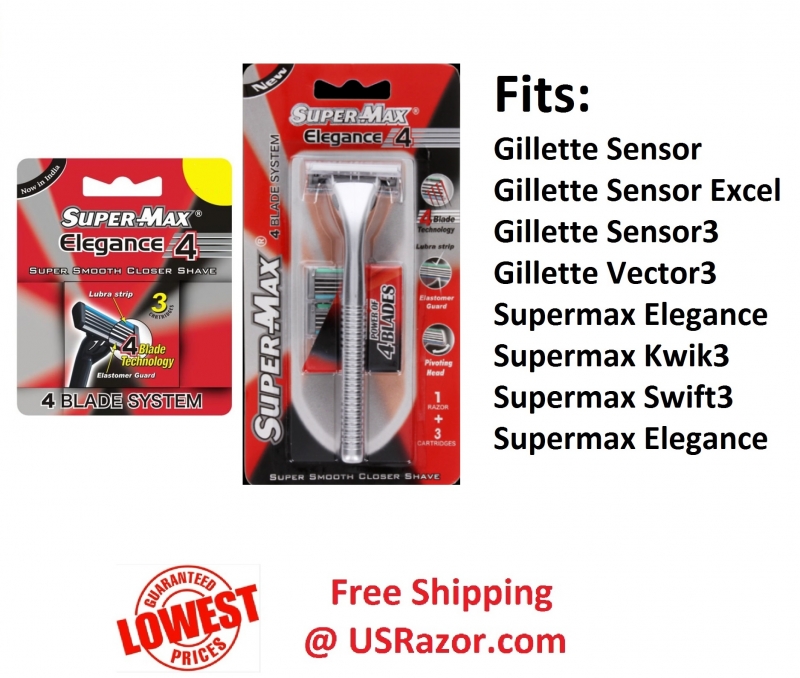 Now in India
SUPER-MAX®
Elegance 4
SUPER SMOOTH CLOSER SHAVE
Lubra strip
3
CARTRIDGES
4 Blade
Technology
Elastomer Guard
4 BLADE SYSTEM
New
SUPER-MAX®
Elegance 4
4 BLADE SYSTEM
SUPER-MAX®
4 Blade
Technology
Lubra strip
Elastomer
Guard
POWER OF
4 BLADES
Pivoting
Head
1
RAZOR
+
3
CARTRIDGES
SUPER SMOOTH CLOSER SHAVE
Fits:
Gillette Sensor
Gillette Sensor Excel
Gillette Sensor3
Gillette Vector3
Supermax Elegance
Supermax Kwik3
Supermax Swift3
Supermax Elegance
GUARANTEED
LOWEST
PRICES
Free Shipping
@ USRazor.com